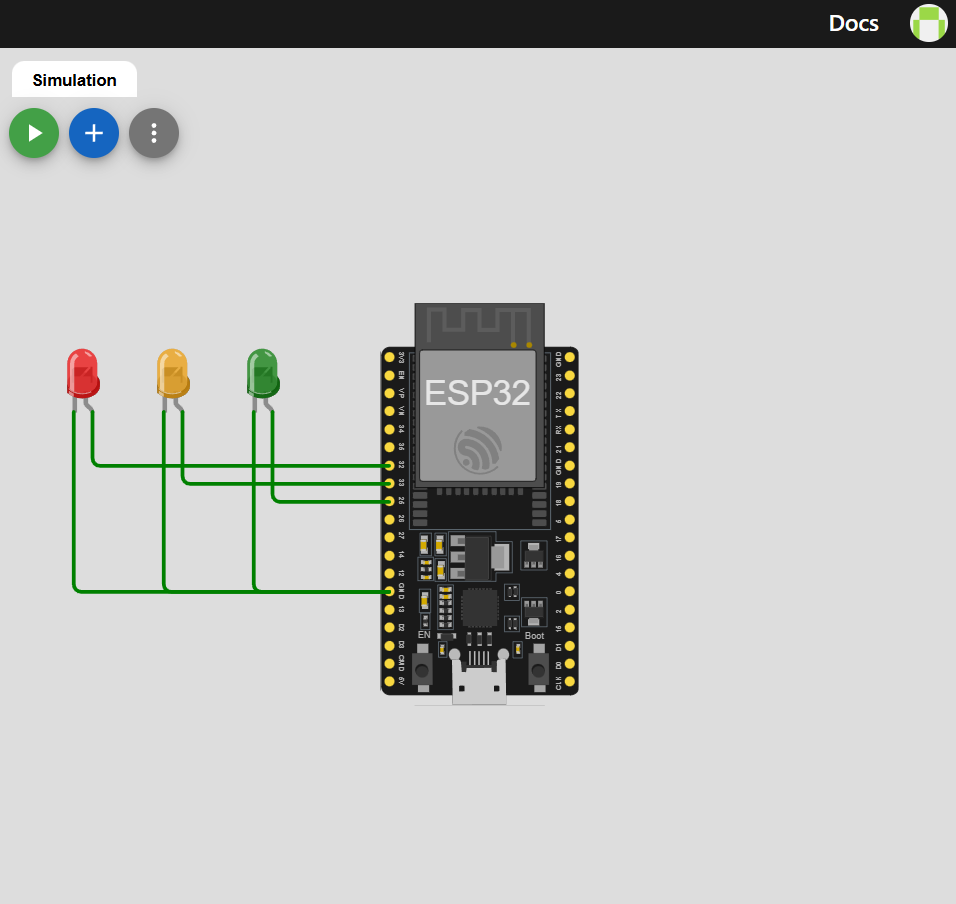 Docs
Simulation
ESP32
3V3
EN
VP
VN
34
35
32
33
25
26
27
14
12
GND
13
D2
D3
CMD
5V
GND
23
22
TX
RX
21
GND
19
18
5
17
16
4
0
2
15
D1
D0
CLK
EN
Boot